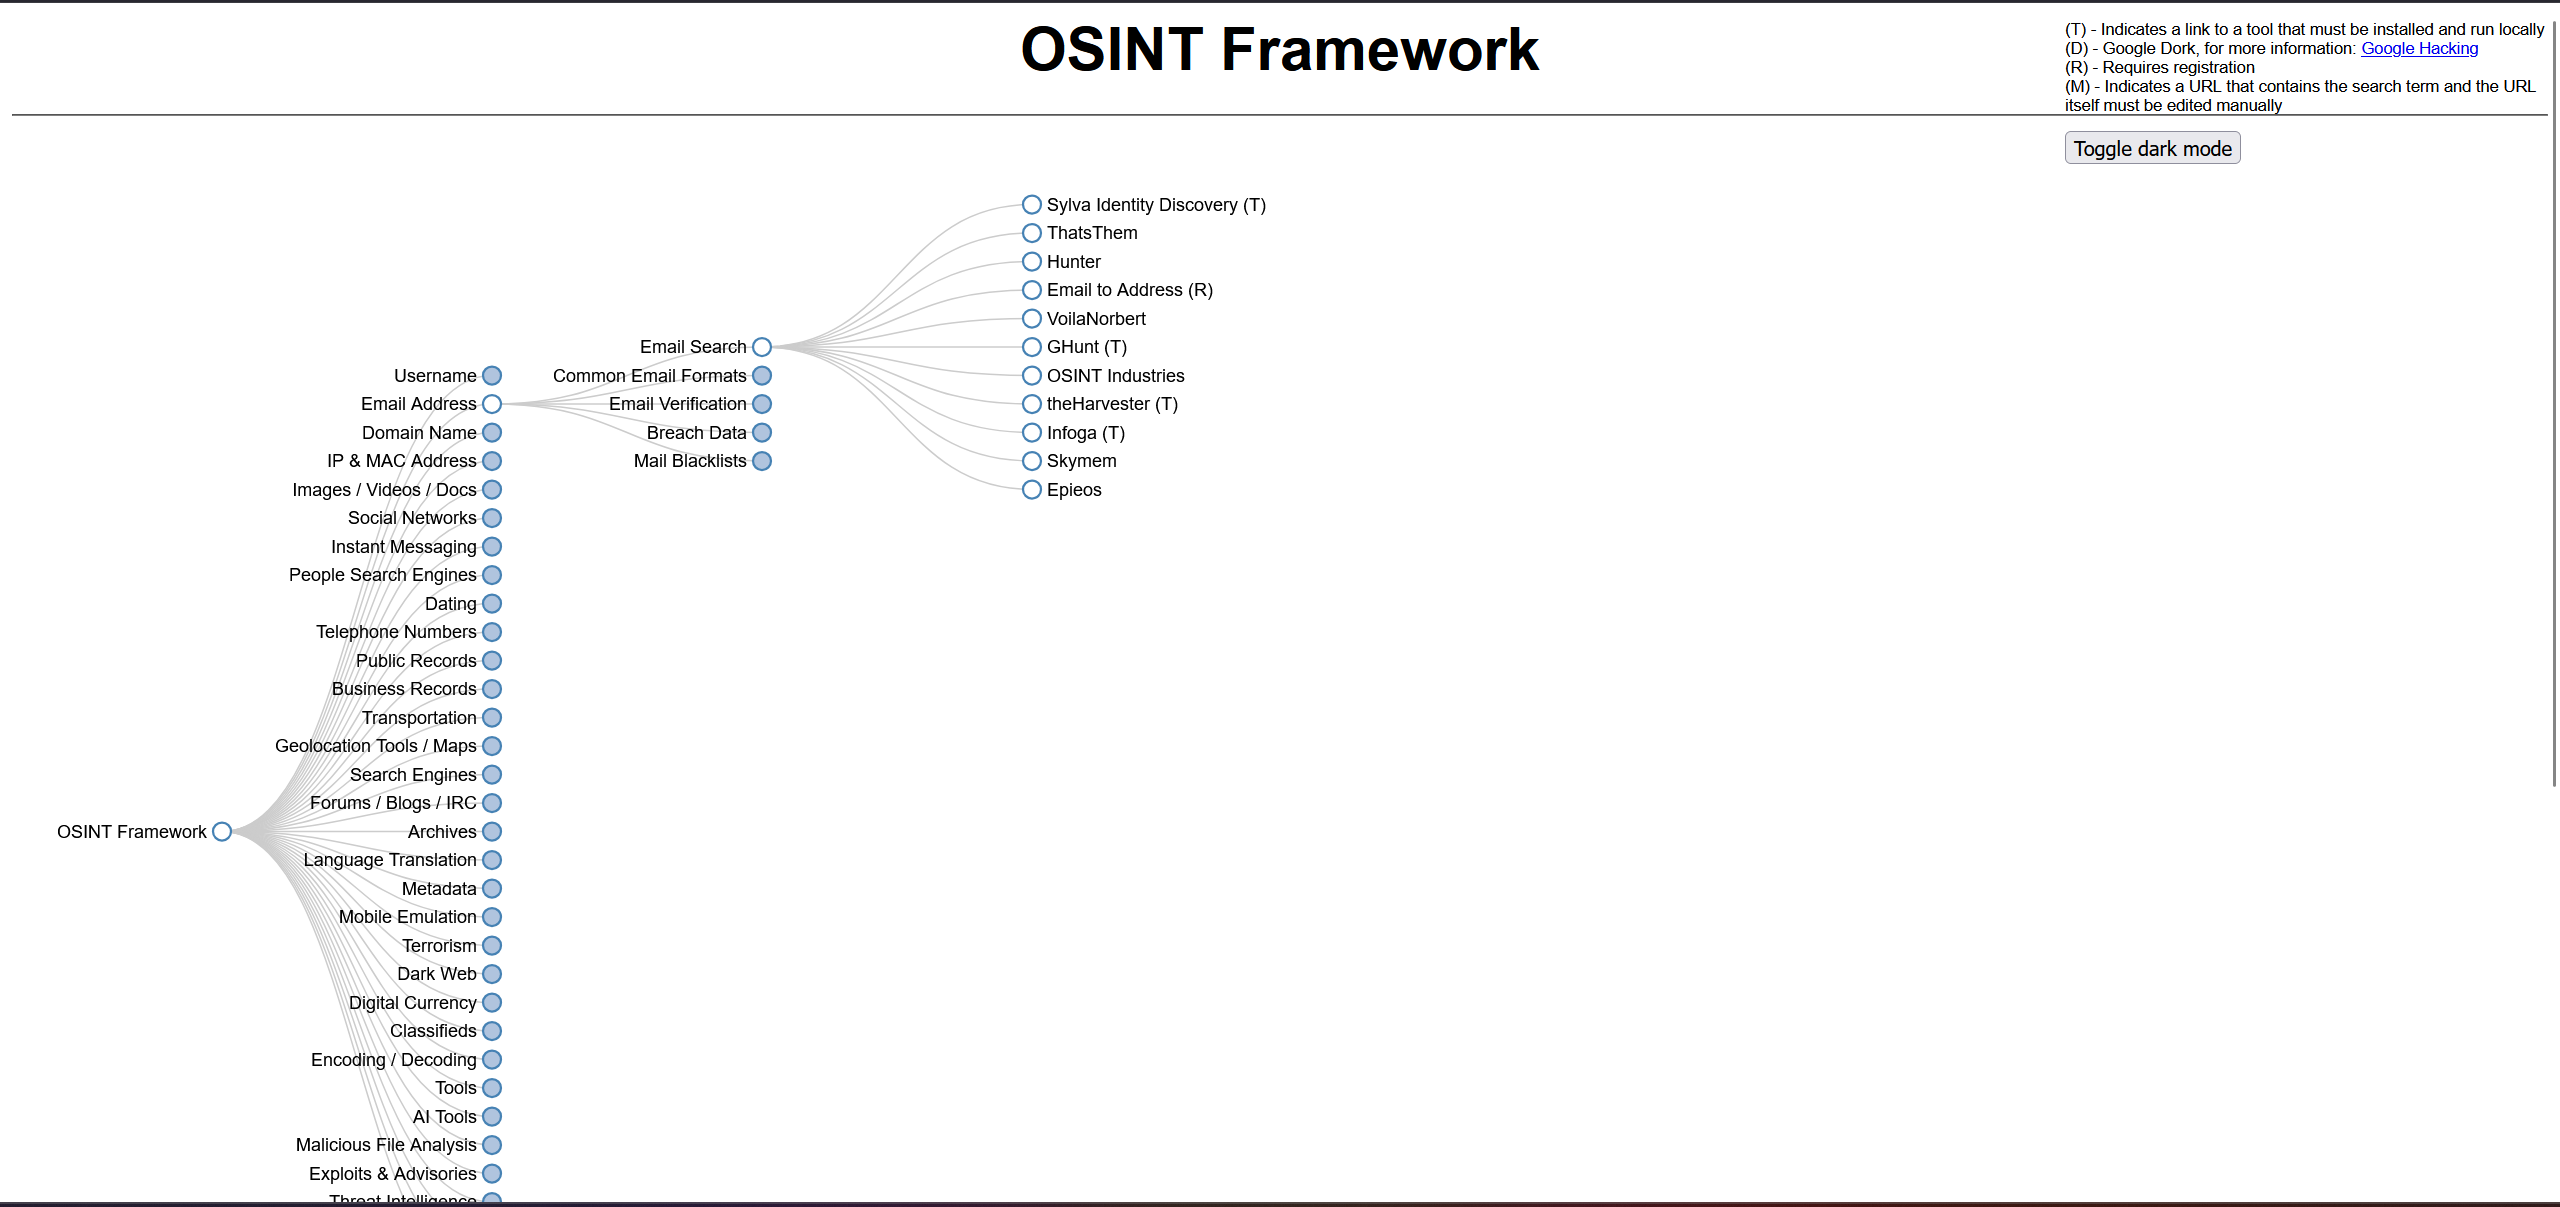 OSINT Framework
(T) - Indicates a link to a tool that must be installed and run locally
(D) - Google Dork, for more information: Google Hacking
(R) - Requires registration
(M) - Indicates a URL that contains the search term and the URL
itself must be edited manually
Toggle dark mode
OSINT Framework
Username
Email Address
Domain Name
IP & MAC Address
Images / Videos / Docs
Social Networks
Instant Messaging
People Search Engines
Dating
Telephone Numbers
Public Records
Business Records
Transportation
Geolocation Tools / Maps
Search Engines
Forums / Blogs / IRC
Archives
Language Translation
Metadata
Mobile Emulation
Terrorism
Dark Web
Digital Currency
Classifieds
Encoding / Decoding
Tools
AI Tools
Malicious File Analysis
Exploits & Advisories
Threat Intelligence
Email Search
Common Email Formats
Email Verification
Breach Data
Mail Blacklists
Sylva Identity Discovery (T)
ThatsThem
Hunter
Email to Address (R)
VoilaNorbert
GHunt (T)
OSINT Industries
theHarvester (T)
Infoga (T)
Skymem
Epieos